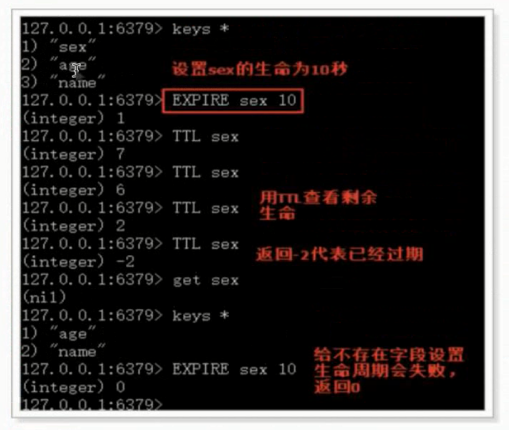 127.0.0.1:6379> keys *
1) "sex"
2) "age"
3) "name"
设置sex的生命为10秒
127.0.0.1:6379> EXPIRE sex 10
(integer) 1
127.0.0.1:6379> TTL sex
(integer) 7
127.0.0.1:6379> TTL sex
(integer) 6
127.0.0.1:6379> TTL sex
(integer) 2
用TTL查看剩余
生命
127.0.0.1:6379> TTL sex
(integer) -2
返回-2代表已经过期
127.0.0.1:6379> get sex
(nil)
127.0.0.1:6379> keys *
1) "age"
2) "name"
127.0.0.1:6379> EXPIRE sex 10
(integer) 0
给不存在字段设置
生命周期会失败，
返回0
127.0.0.1:6379>